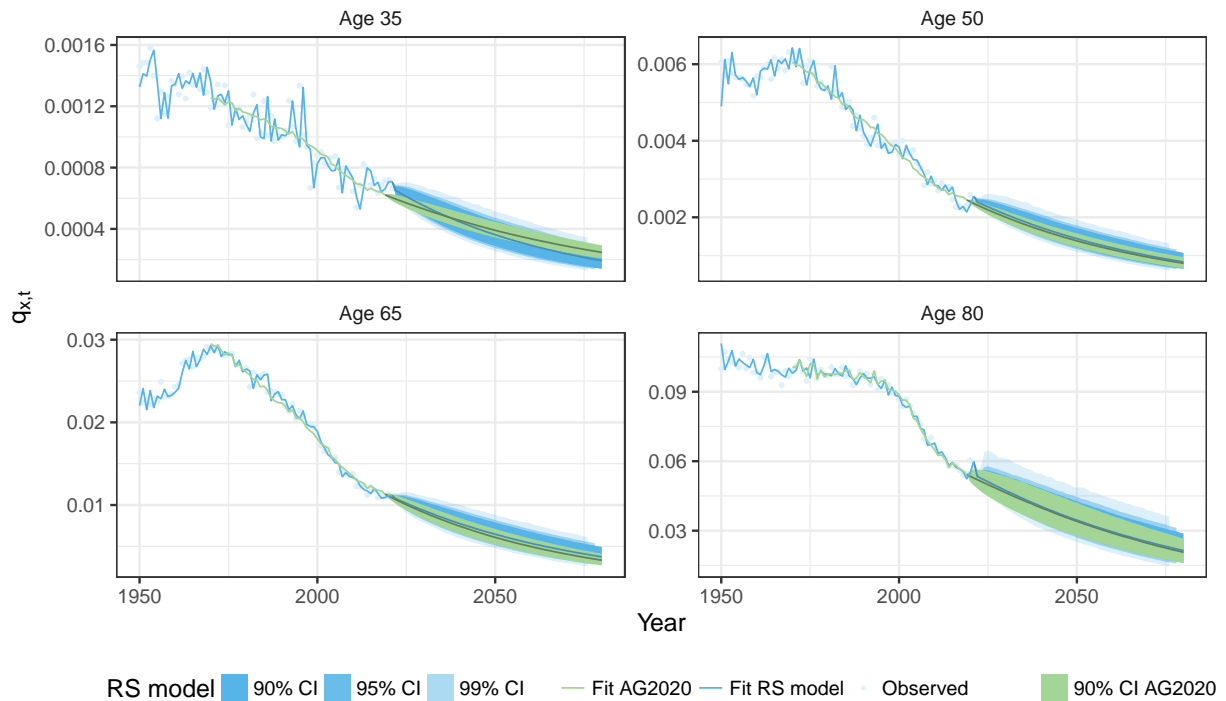 Age 35
Age 50
0.0016
0.0012
0.0008
0.0004
0.006
0.004
0.002
q_{x,t}
Age 65
Age 80
0.03
0.02
0.01
0.09
0.06
0.03
1950 2000 2050
1950 2000 2050
Year
RS model 90% CI 95% CI 99% CI Fit AG2020 Fit RS model Observed 90% CI AG2020